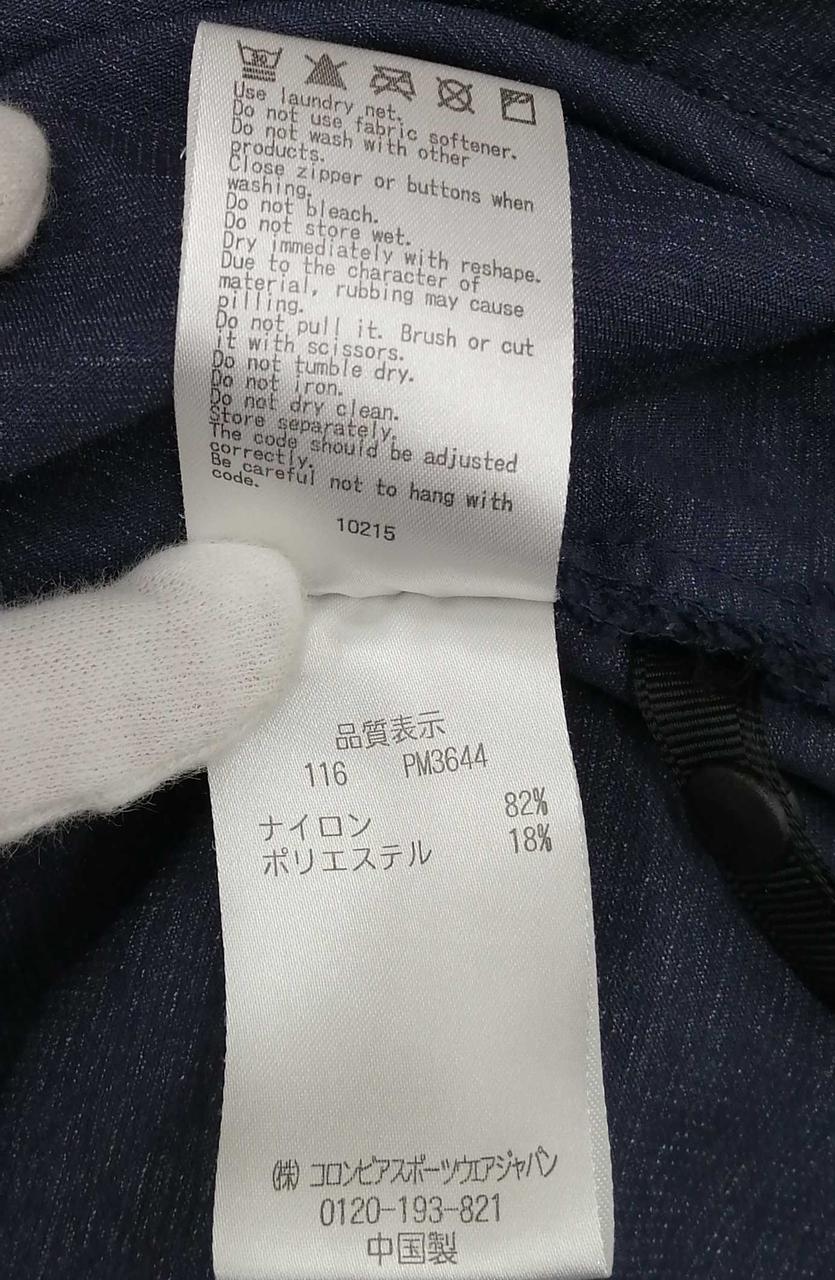 30
Use laundry net.
Do not use fabric softener.
Do not wash with other
products.
Close zipper or buttons when
washing.
Do not bleach.
Do not store wet.
Dry immediately with reshape.
Due to the character of
material, rubbing may cause
pilling.
Do not pull it. Brush or cut
it with scissors.
Do not tumble dry.
Do not iron.
Do not dry clean.
Store separately.
The code should be adjusted
correctly.
Be careful not to hang with
code.
10215
品質表示
116 PM3644
ナイロン 82%
ポリエステル 18%
(株) コロンビアスポーツウェアジャパン
0120-193-821
中国製